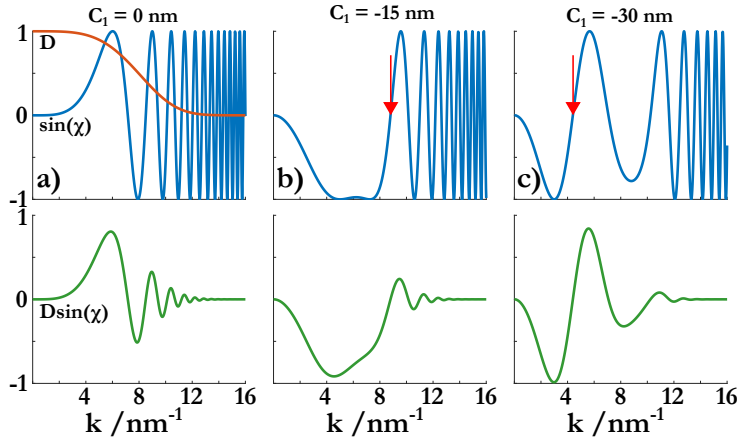 C₁ = 0 nm
C₁ = -15 nm
C₁ = -30 nm
1
0
-1
D
sin(χ)
a)
b)
c)
1
0
-1
Dsin(χ)
4 8 12 16
4 8 12 16
4 8 12 16
k /nm⁻¹
k /nm⁻¹
k /nm⁻¹